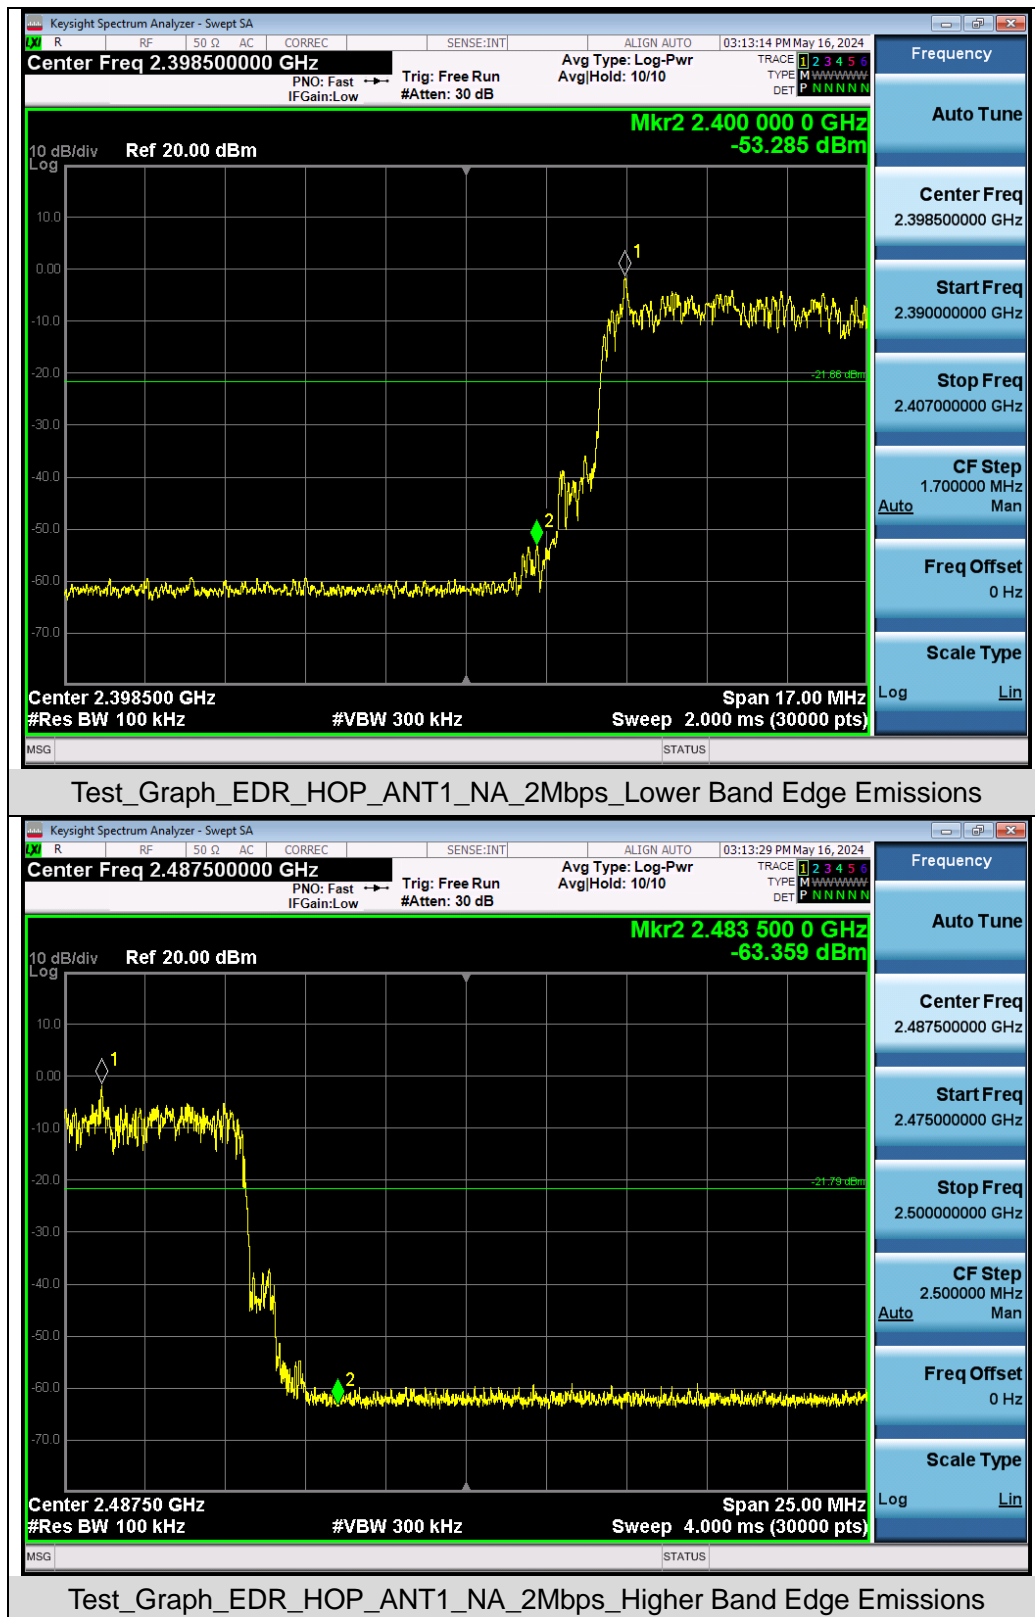 Keysight Spectrum Analyzer - Swept SA
LXI R RF 50 Ω AC CORREC SENSE:INT ALIGN AUTO 03:13:14 PM May 16, 2024
Center Freq 2.398500000 GHz
PNO: Fast
IFGain:Low
Trig: Free Run
#Atten: 30 dB
Avg Type: Log-Pwr
Avg|Hold: 10/10
TRACE 1 2 3 4 5 6
TYPE M WWWWW
DET P N N N N N
Mkr2 2.400 000 0 GHz
-53.285 dBm
10 dB/div Ref 20.00 dBm
Log
10.0
0.00
-10.0
-20.0
-30.0
-40.0
-50.0
-60.0
-70.0
1
2
-21.66 dBm
Center 2.398500 GHz Span 17.00 MHz
#Res BW 100 kHz #VBW 300 kHz Sweep 2.000 ms (30000 pts)
MSG STATUS
Frequency
Auto Tune
Center Freq
2.398500000 GHz
Start Freq
2.390000000 GHz
Stop Freq
2.407000000 GHz
CF Step
1.700000 MHz
Auto Man
Freq Offset
0 Hz
Scale Type
Log Lin
Test_Graph_EDR_HOP_ANT1_NA_2Mbps_Lower Band Edge Emissions
Keysight Spectrum Analyzer - Swept SA
LXI R RF 50 Ω AC CORREC SENSE:INT ALIGN AUTO 03:13:29 PM May 16, 2024
Center Freq 2.487500000 GHz
PNO: Fast
IFGain:Low
Trig: Free Run
#Atten: 30 dB
Avg Type: Log-Pwr
Avg|Hold: 10/10
TRACE 1 2 3 4 5 6
TYPE M WWWWW
DET P N N N N N
Mkr2 2.483 500 0 GHz
-63.359 dBm
10 dB/div Ref 20.00 dBm
Log
10.0
0.00
-10.0
-20.0
-30.0
-40.0
-50.0
-60.0
-70.0
1
2
-21.79 dBm
Center 2.48750 GHz Span 25.00 MHz
#Res BW 100 kHz #VBW 300 kHz Sweep 4.000 ms (30000 pts)
MSG STATUS
Frequency
Auto Tune
Center Freq
2.487500000 GHz
Start Freq
2.475000000 GHz
Stop Freq
2.500000000 GHz
CF Step
2.500000 MHz
Auto Man
Freq Offset
0 Hz
Scale Type
Log Lin
Test_Graph_EDR_HOP_ANT1_NA_2Mbps_Higher Band Edge Emissions